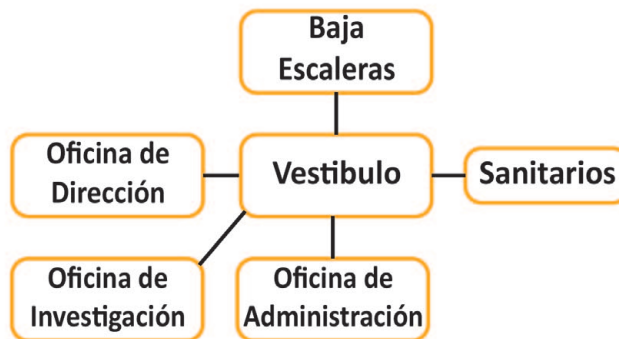 Baja
Escaleras
Oficina de
Dirección
Vestibulo
Sanitarios
Oficina de
Investigación
Oficina de
Administración